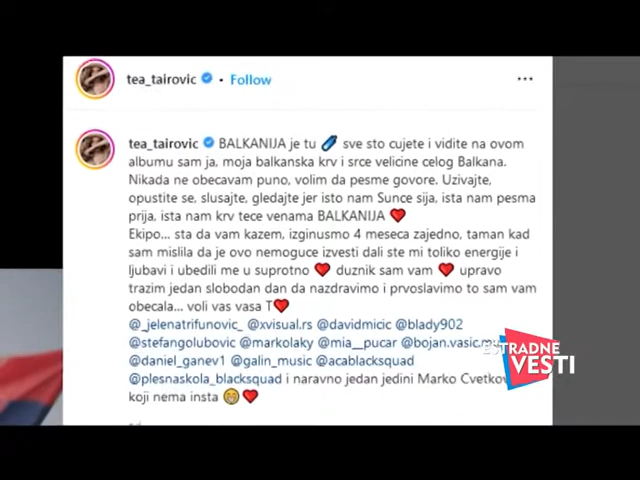 tea_tairovic • Follow
tea_tairovic BALKANIJA je tu sve sto cujete i vidite na ovom
albumu sam ja, moja balkanska krv i srce velicine celog Balkana.
Nikada ne obecavam puno, volim da pesme govore. Uzivajte,
opustite se, slusajte, gledajte jer isto nam Sunce sija, ista nam pesma
prija, ista nam krv tece venama BALKANIJA ❤️
Ekipo... sta da vam kazem, izginusmo 4 meseca zajedno, taman kad
sam mislila da je ovo nemoguce izvesti dali ste mi toliko energije i
ljubavi i ubedili me u suprotno ❤️ duznik sam vam ❤️ upravo
trazim jedan slobodan dan da nazdravimo i prvoslavimo to sam vam
obecala... voli vas vasa T❤️
@_jelenatrifunovic_ @xvisual.rs @davidmicic @blady902
@stefangolubovic @markolaky @mia__pucar @bojan.vasic.mu
@daniel_ganev1 @galin_music @acablacksquad
@plesnaskola_blacksquad i naravno jedan jedini Marko
koji nema insta 😁❤️
ESTRADNE
VESTI